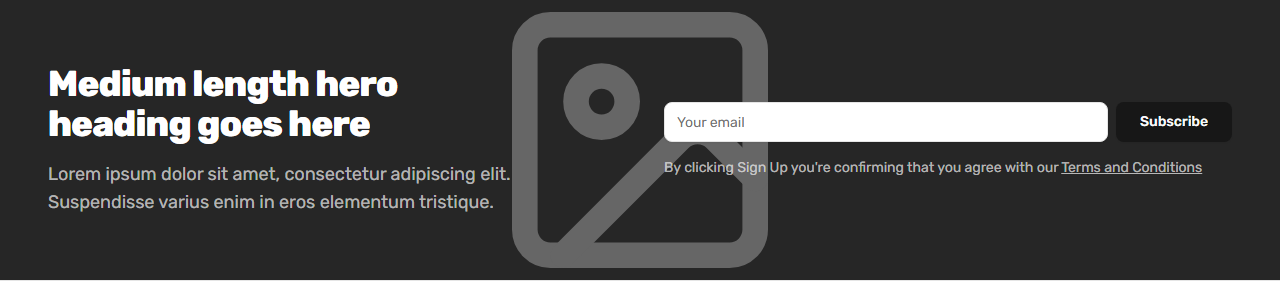 Medium length hero
heading goes here
Lorem ipsum dolor sit amet, consectetur adipiscing elit.
Suspendisse varius enim in eros elementum tristique.
Your email
Subscribe
By clicking Sign Up you're confirming that you agree with our Terms and Conditions